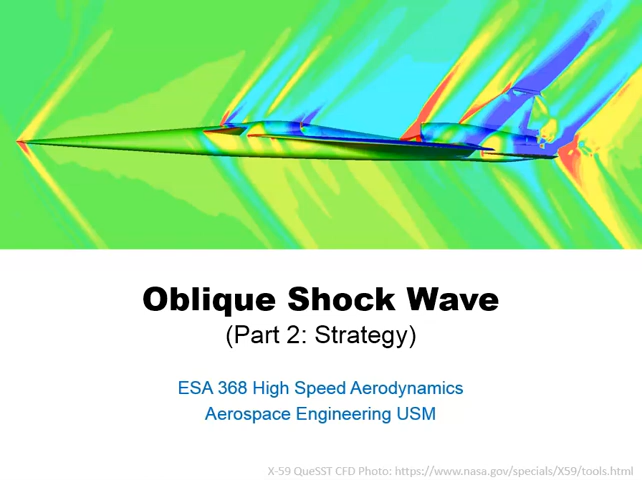 Oblique Shock Wave
(Part 2: Strategy)
ESA 368 High Speed Aerodynamics
Aerospace Engineering USM
X-59 QueSST CFD Photo: https://www.nasa.gov/specials/X59/tools.html